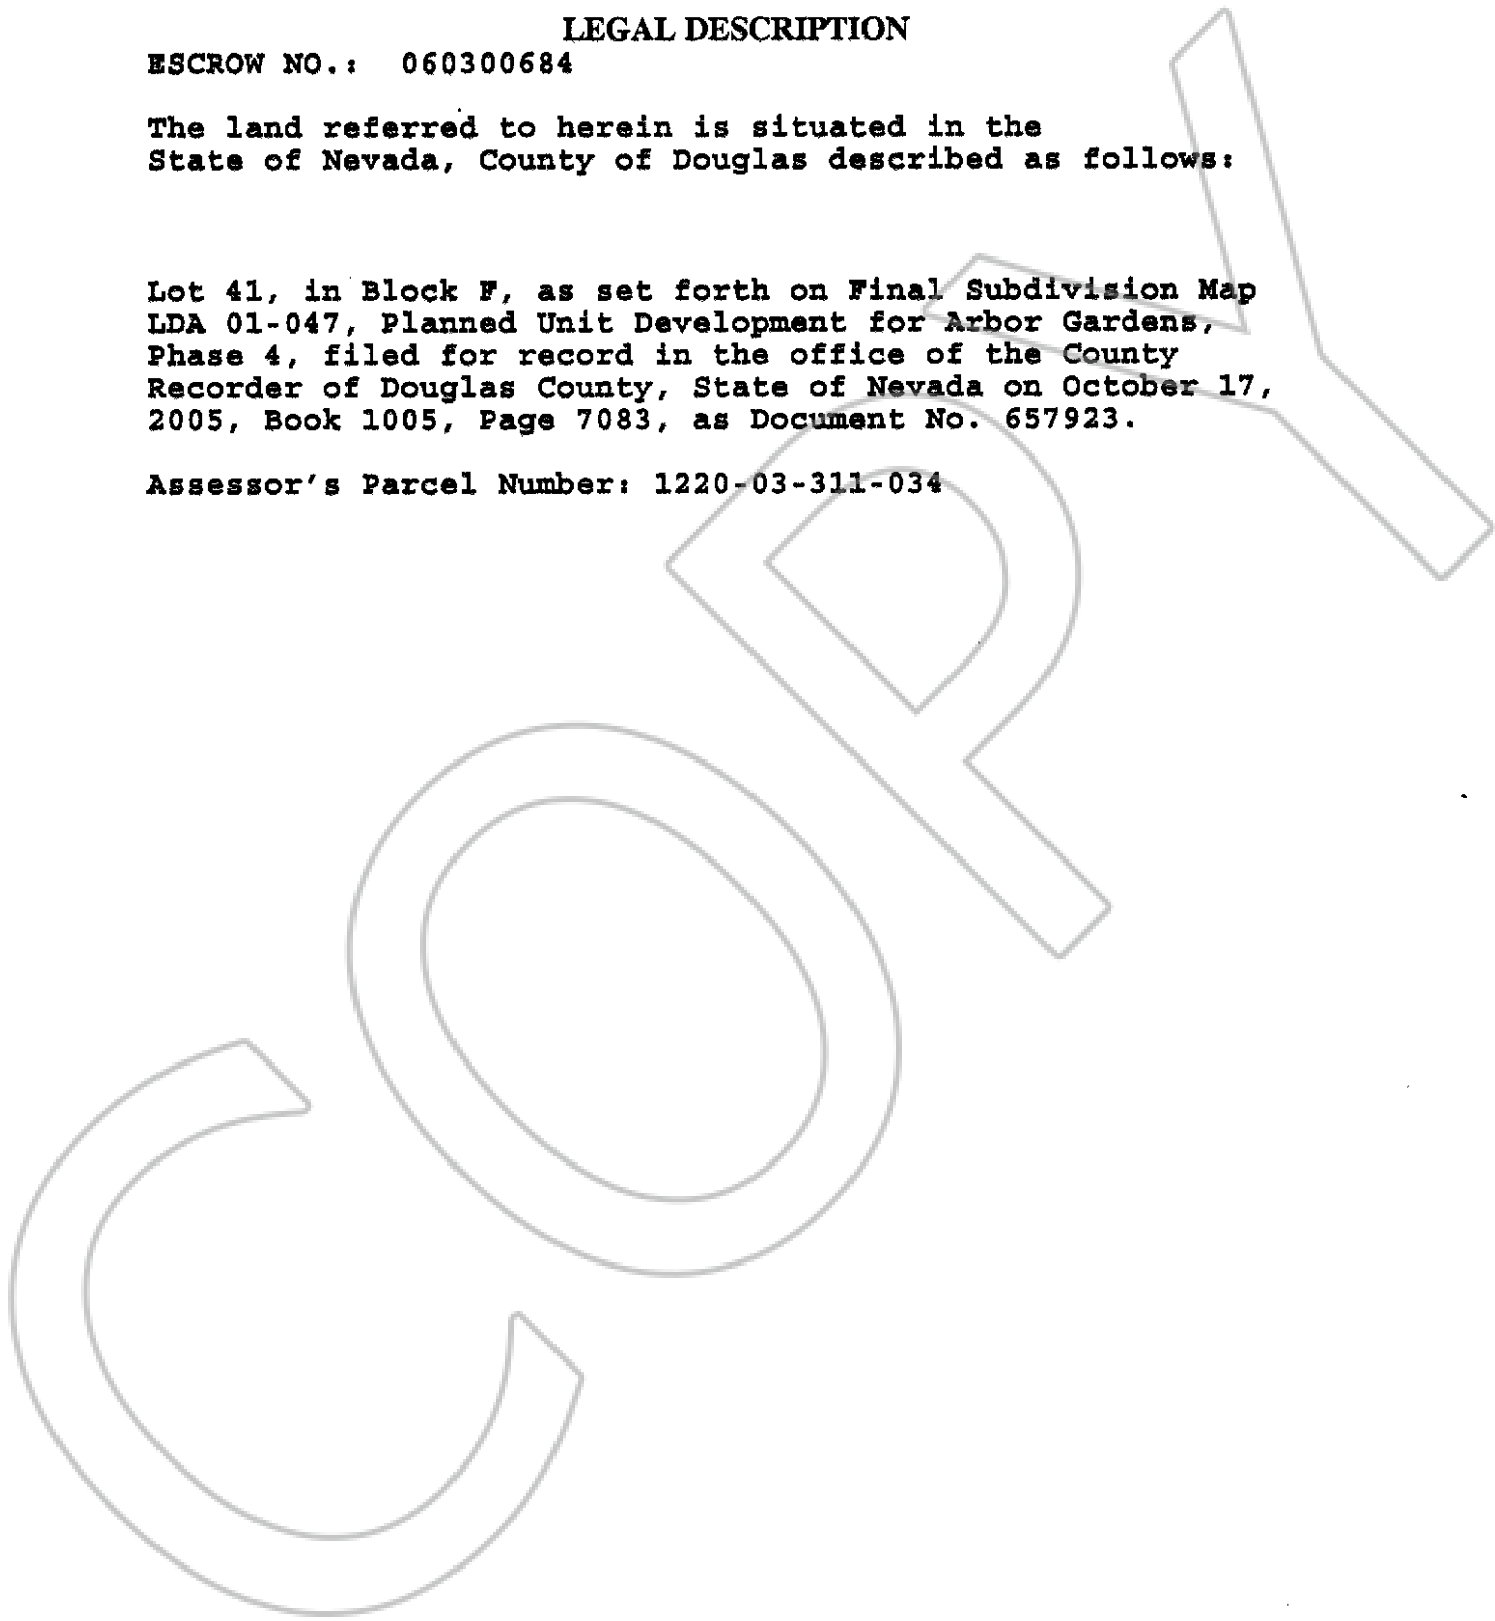 LEGAL DESCRIPTION
ESCROW NO.: 060300684
The land referred to herein is situated in the
State of Nevada, County of Douglas described as follows:
Lot 41, in Block F, as set forth on Final Subdivision Map
LDA 01-047, Planned Unit Development for Arbor Gardens,
Phase 4, filed for record in the office of the County
Recorder of Douglas County, State of Nevada on October 17,
2005, Book 1005, Page 7083, as Document No. 657923.
Assessor's Parcel Number: 1220-03-311-034
COPY